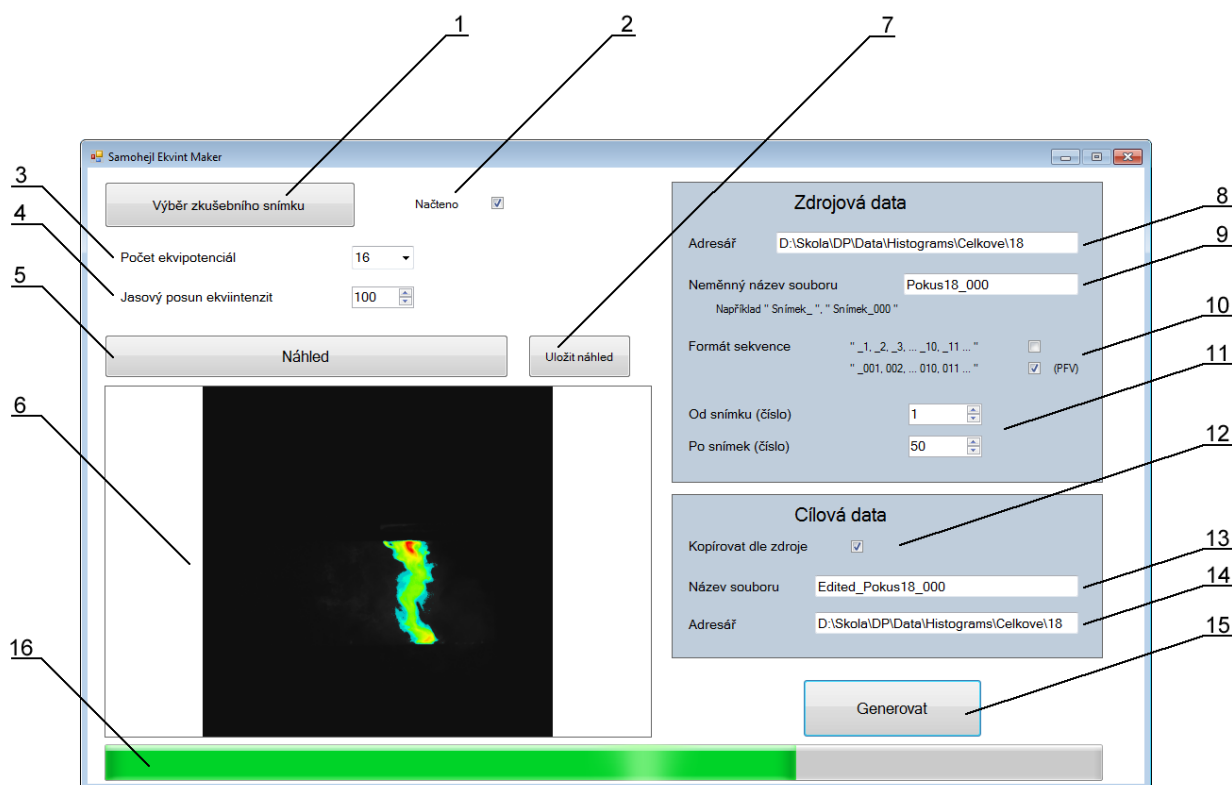 1
2
7
Samohejl Ekvint Maker
3
Výběr zkušebního snímku
Načteno
Zdrojová data
8
4
Počet ekvipotenciál
16
Adresář
D:\Skola\DP\Data\Histograms\Celkove\18
9
5
Jasový posun ekviintenzit
100
Neměnný název souboru
Pokus18_000
Například " Snímek_ ", " Snímek_000 "
10
Náhled
Uložit náhled
Formát sekvence
" _1, _2, _3, ... _10, _11 ... "
" _001, 002, ... 010, 011 ... "
(PFV)
11
6
Od snímku (číslo)
1
12
Po snímek (číslo)
50
Cílová data
Kopírovat dle zdroje
13
Název souboru
Edited_Pokus18_000
14
Adresář
D:\Skola\DP\Data\Histograms\Celkove\18
15
16
Generovat